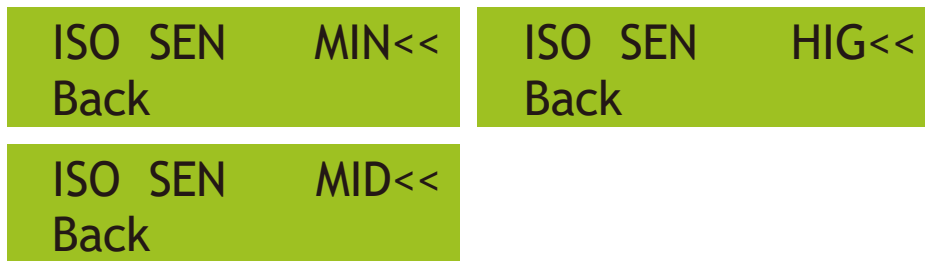 ISO SEN MIN<<
Back
ISO SEN HIG<<
Back
ISO SEN MID<<
Back